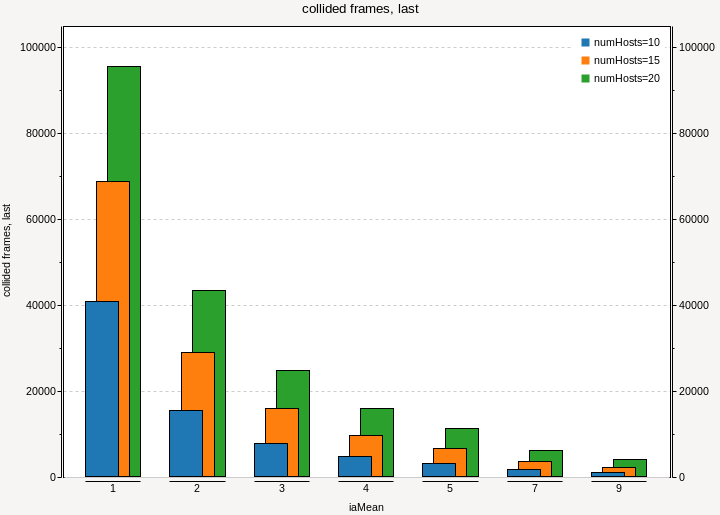 collided frames, last
100000
80000
60000
40000
20000
0
collided frames, last
numHosts=10
numHosts=15
numHosts=20
100000
80000
60000
40000
20000
0
1 2 3 4 5 7 9
iaMean